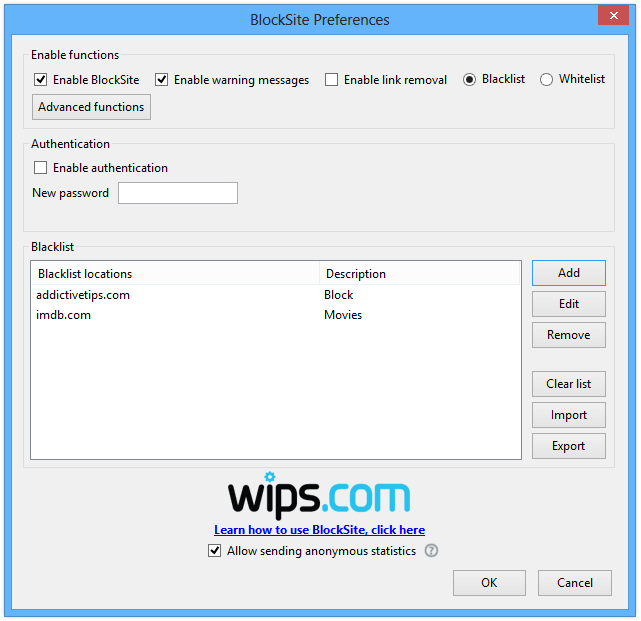 BlockSite Preferences
Enable functions
Enable BlockSite Enable warning messages Enable link removal Blacklist Whitelist
Advanced functions
Authentication
Enable authentication
New password
Blacklist
Blacklist locations Description
addictivetips.com Block
imdb.com Movies
Add
Edit
Remove
Clear list
Import
Export
wips.com
Learn how to use BlockSite, click here
Allow sending anonymous statistics ?
OK Cancel